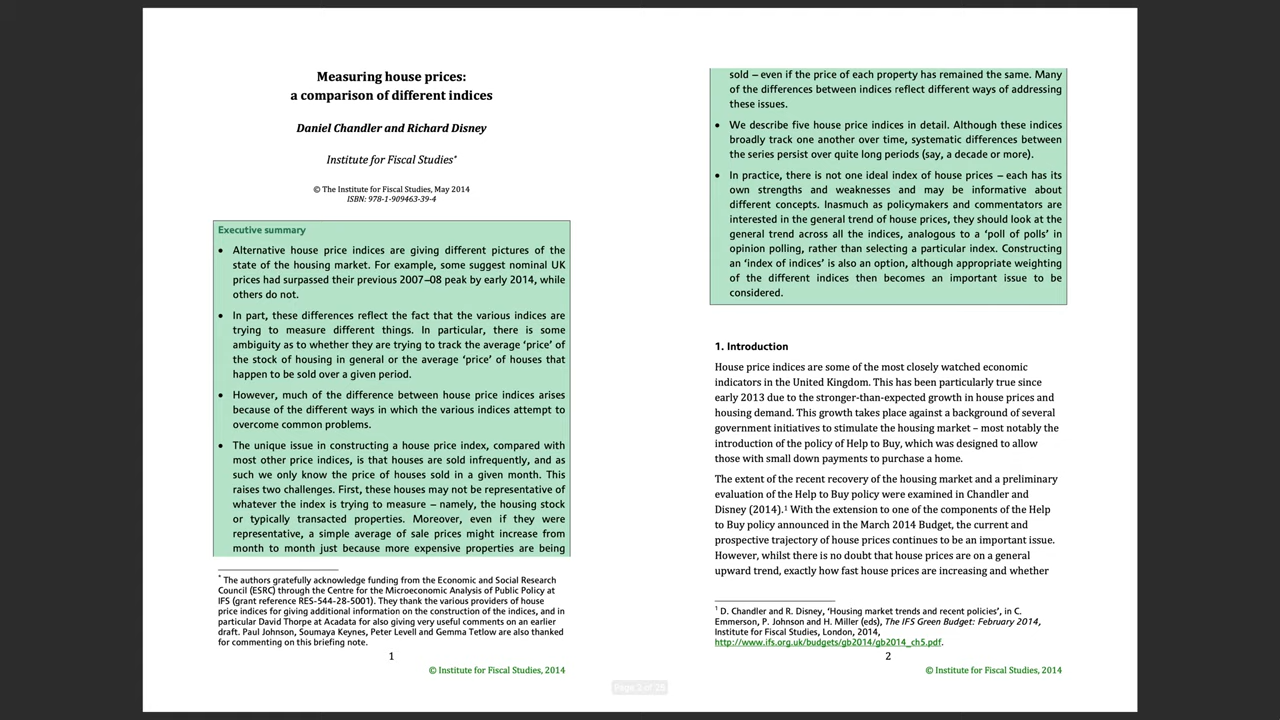 Measuring house prices:
a comparison of different indices
Daniel Chandler and Richard Disney
Institute for Fiscal Studies*
© The Institute for Fiscal Studies, May 2014
ISBN: 978-1-909463-39-4
Executive summary
• Alternative house price indices are giving different pictures of the
state of the housing market. For example, some suggest nominal UK
prices had surpassed their previous 2007–08 peak by early 2014, while
others do not.
• In part, these differences reflect the fact that the various indices are
trying to measure different things. In particular, there is some
ambiguity as to whether they are trying to track the average ‘price’ of
the stock of housing in general or the average ‘price’ of houses that
happen to be sold over a given period.
• However, much of the difference between house price indices arises
because of the different ways in which the various indices attempt to
overcome common problems.
• The unique issue in constructing a house price index, compared with
most other price indices, is that houses are sold infrequently, and as
such we only know the price of houses sold in a given month. This
raises two challenges. First, these houses may not be representative of
whatever the index is trying to measure – namely, the housing stock
or typically transacted properties. Moreover, even if they were
representative, a simple average of sale prices might increase from
month to month just because more expensive properties are being
* The authors gratefully acknowledge funding from the Economic and Social Research
Council (ESRC) through the Centre for the Microeconomic Analysis of Public Policy at
IFS (grant reference RES-544-28-5001). They thank the various providers of house
price indices for giving additional information on the construction of the indices, and in
particular David Thorpe at Acadata for also giving very useful comments on an earlier
draft. Paul Johnson, Soumaya Keynes, Peter Levell and Gemma Tetlow are also thanked
for commenting on this briefing note.
1
© Institute for Fiscal Studies, 2014
sold – even if the price of each property has remained the same. Many
of the differences between indices reflect different ways of addressing
these issues.
• We describe five house price indices in detail. Although these indices
broadly track one another over time, systematic differences between
the series persist over quite long periods (say, a decade or more).
• In practice, there is not one ideal index of house prices – each has its
own strengths and weaknesses and may be informative about
different concepts. Inasmuch as policymakers and commentators are
interested in the general trend of house prices, they should look at the
general trend across all the indices, analogous to a ‘poll of polls’ in
opinion polling, rather than selecting a particular index. Constructing
an ‘index of indices’ is also an option, although appropriate weighting
of the different indices then becomes an important issue to be
considered.
1. Introduction
House price indices are some of the most closely watched economic
indicators in the United Kingdom. This has been particularly true since
early 2013 due to the stronger-than-expected growth in house prices and
housing demand. This growth takes place against a background of several
government initiatives to stimulate the housing market – most notably the
introduction of the policy of Help to Buy, which was designed to allow
those with small down payments to purchase a home.
The extent of the recent recovery of the housing market and a preliminary
evaluation of the Help to Buy policy were examined in Chandler and
Disney (2014).¹ With the extension to one of the components of the Help
to Buy policy announced in the March 2014 Budget, the current and
prospective trajectory of house prices continues to be an important issue.
However, whilst there is no doubt that house prices are on a general
upward trend, exactly how fast house prices are increasing and whether
¹ D. Chandler and R. Disney, ‘Housing market trends and recent policies’, in C.
Emmerson, P. Johnson and H. Miller (eds), The IFS Green Budget: February 2014,
Institute for Fiscal Studies, London, 2014,
http://www.ifs.org.uk/budgets/gb2014/gb2014_ch5.pdf.
2
© Institute for Fiscal Studies, 2014
Page 2 of 28